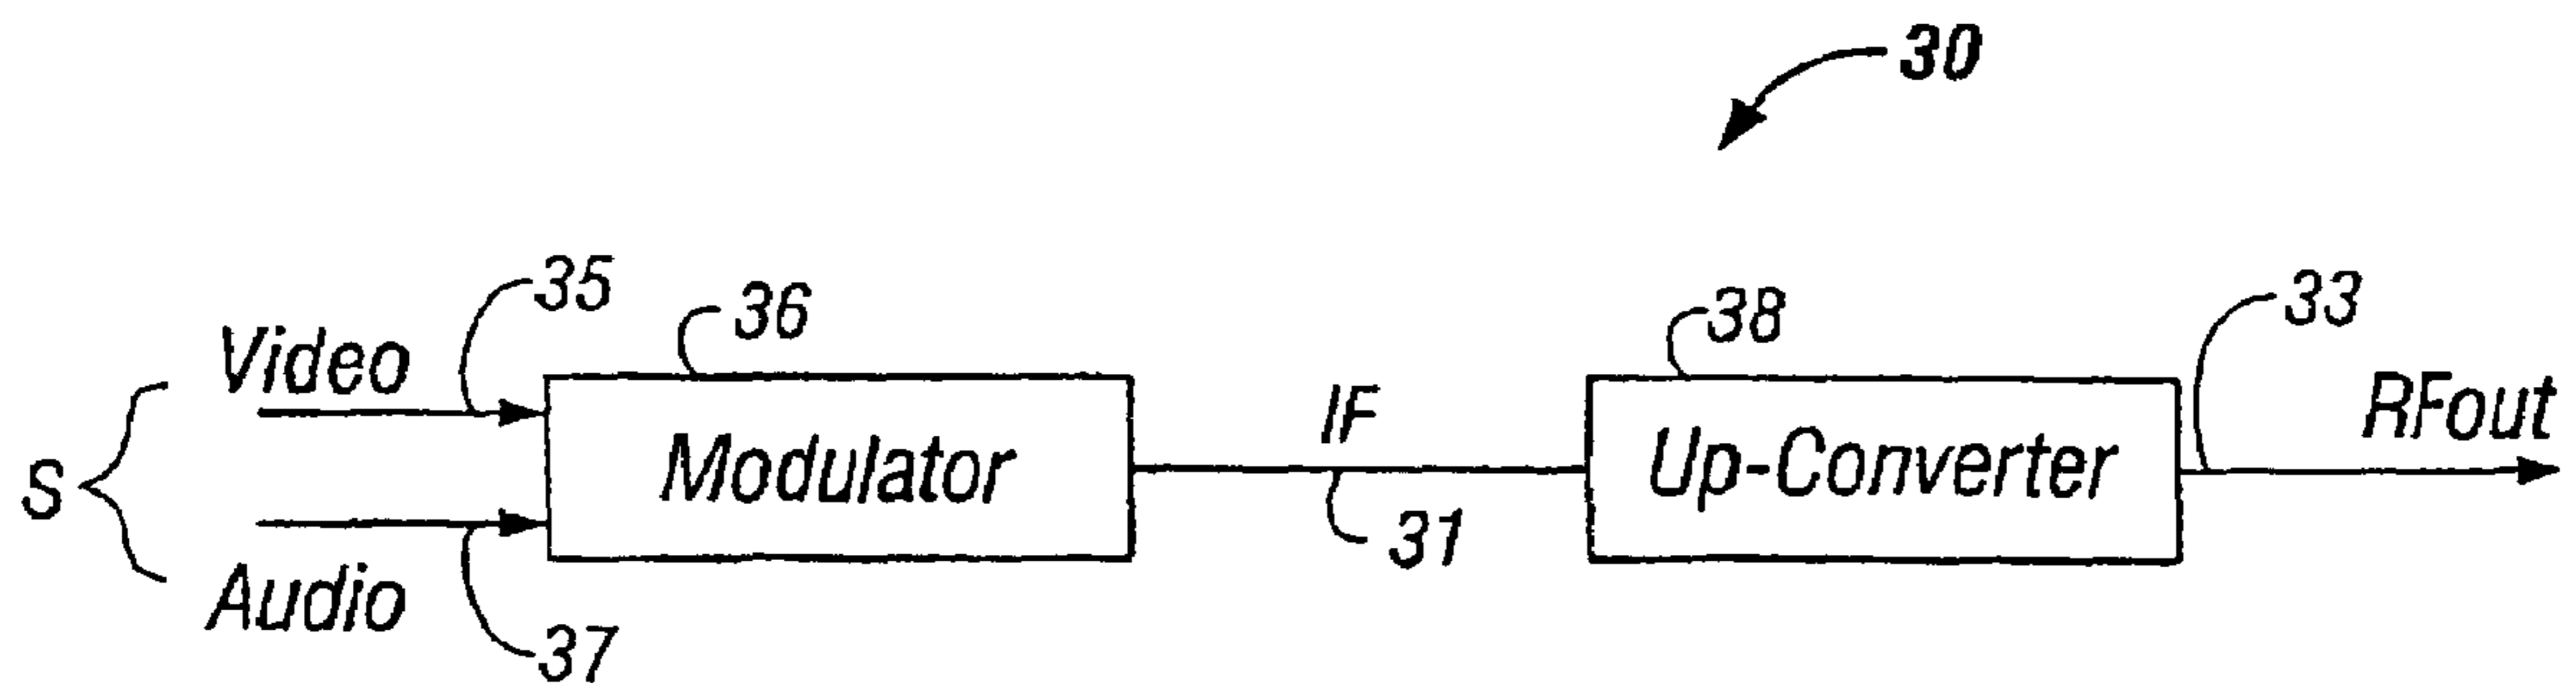 30
35
36
38
33
Video
IF
RFout
Modulator
Up-Converter
S
31
Audio
37